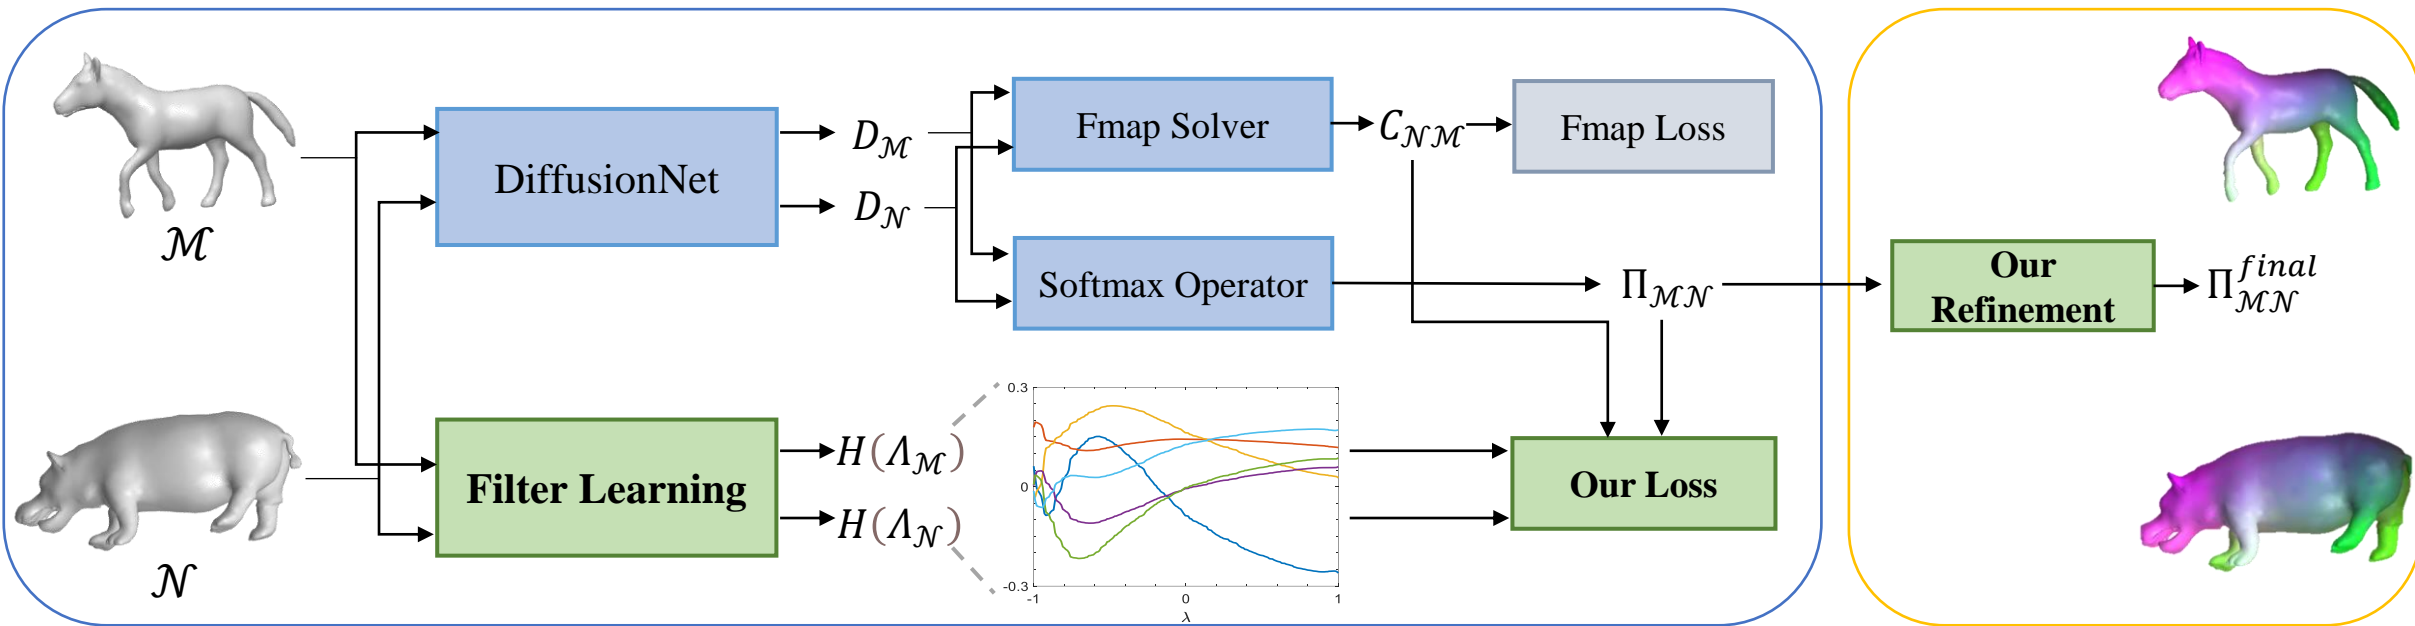 ℳ
𝒩
DiffusionNet
Filter Learning
D_ℳ
D_𝒩
H(Λ_ℳ)
H(Λ_𝒩)
Fmap Solver
Softmax Operator
C_𝒩ℳ
Fmap Loss
Π_ℳ𝒩
0.3
0
-0.3
-1
0
1
λ
Our Loss
Our
Refinement
Π_ℳ𝒩^final